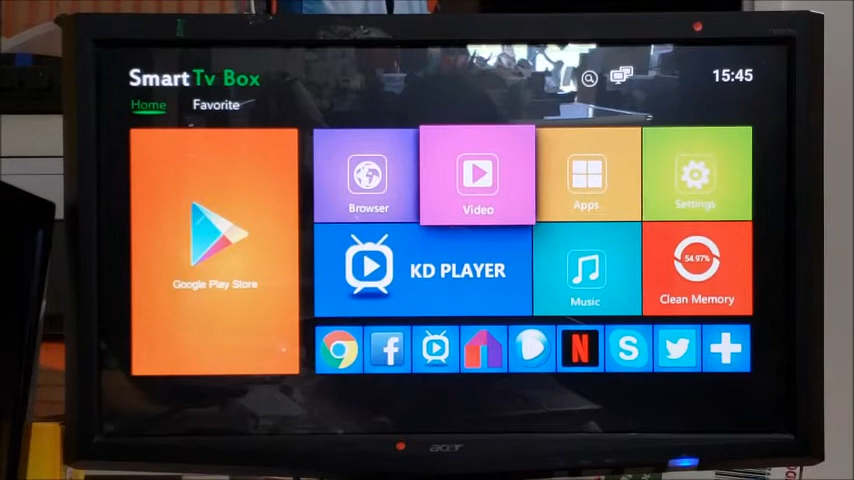 Smart Tv Box
15:45
Home
Favorite
Google Play Store
Browser
Video
Apps
Settings
KD PLAYER
Music
54.97%
Clean Memory
acer